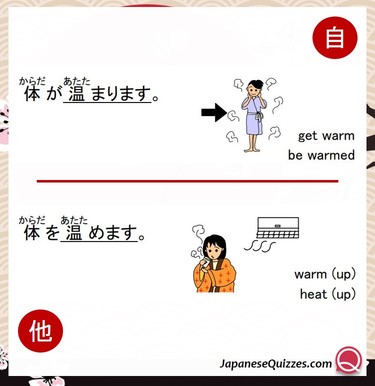 自
からだ あたた
体が温まります。
get warm
be warmed
からだ あたた
体を温めます。
warm (up)
heat (up)
他
JapaneseQuizzes.com